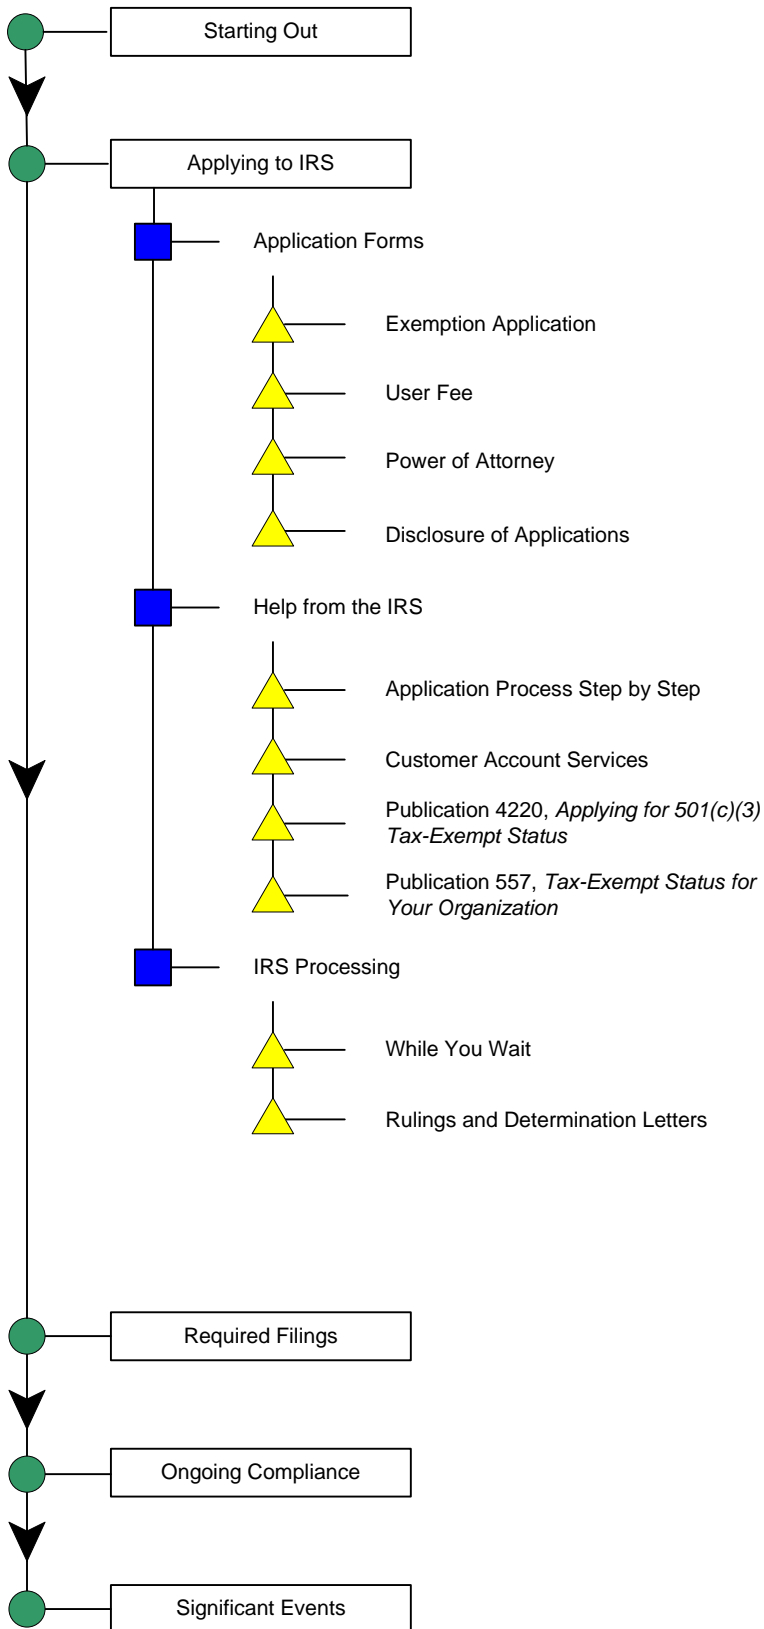 Starting Out
Applying to IRS
Application Forms
Exemption Application
User Fee
Power of Attorney
Disclosure of Applications
Help from the IRS
Application Process Step by Step
Customer Account Services
Publication 4220, Applying for 501(c)(3)
Tax-Exempt Status
Publication 557, Tax-Exempt Status for
Your Organization
IRS Processing
While You Wait
Rulings and Determination Letters
Required Filings
Ongoing Compliance
Significant Events